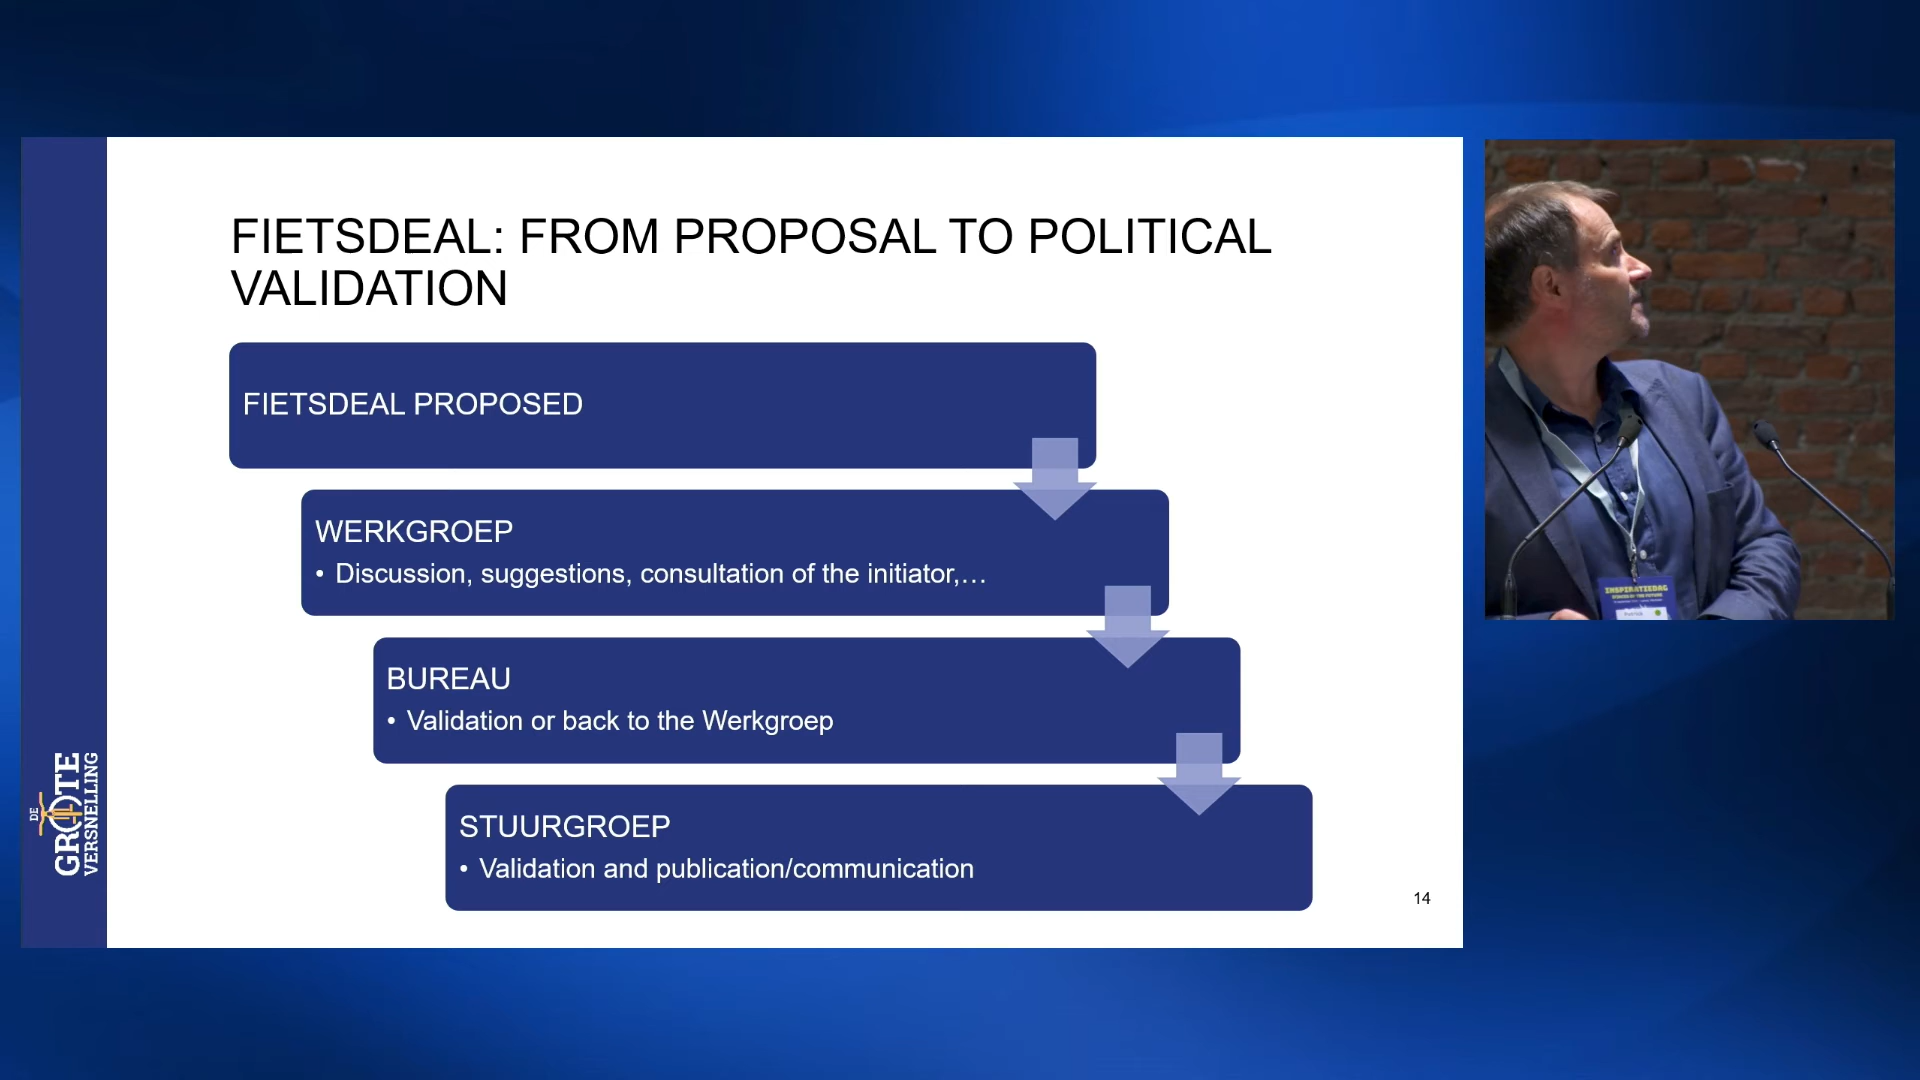 FIETSDEAL: FROM PROPOSAL TO POLITICAL
VALIDATION
FIETSDEAL PROPOSED
WERKGROEP
• Discussion, suggestions, consultation of the initiator,…
BUREAU
• Validation or back to the Werkgroep
STUURGROEP
• Validation and publication/communication
14
DE
GROTE
VERSNELLING
INSPIRATIEDAG